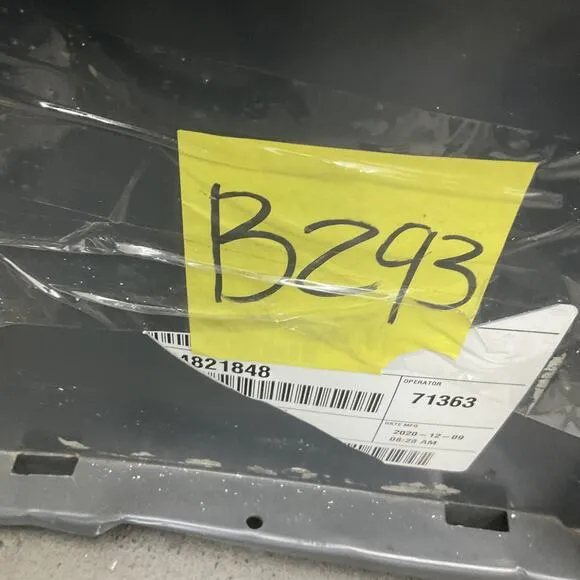 B293
4821848
OPERATOR
71363
DATE MFG
2020-12-09
08:28 AM